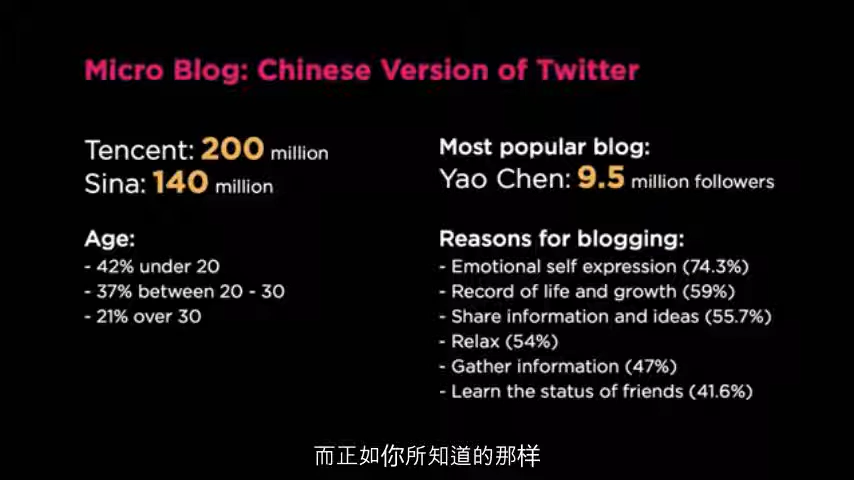 Micro Blog: Chinese Version of Twitter
Tencent: 200 million
Sina: 140 million
Age:
- 42% under 20
- 37% between 20 - 30
- 21% over 30
Most popular blog:
Yao Chen: 9.5 million followers
Reasons for blogging:
- Emotional self expression (74.3%)
- Record of life and growth (59%)
- Share information and ideas (55.7%)
- Relax (54%)
- Gather information (47%)
- Learn the status of friends (41.6%)
而正如你所知道的那样